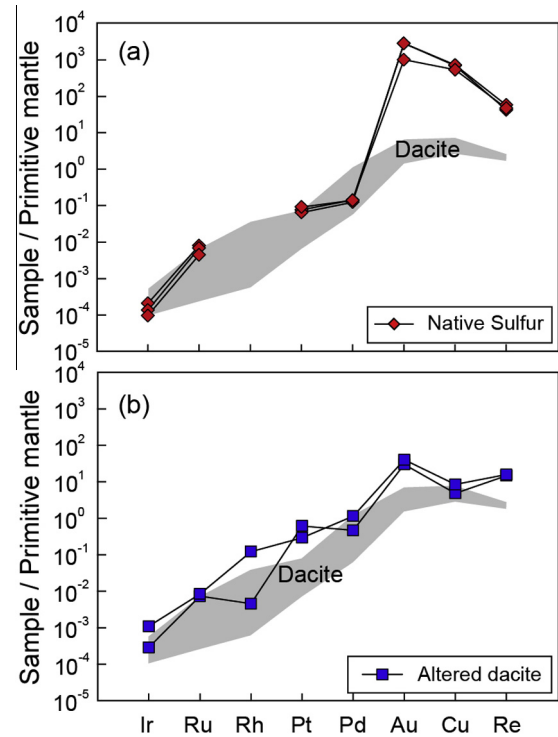 (a)
Sample / Primitive mantle
10^4
10^3
10^2
10^1
10^0
10^-1
10^-2
10^-3
10^-4
10^-5
Dacite
Native Sulfur
(b)
Sample / Primitive mantle
10^4
10^3
10^2
10^1
10^0
10^-1
10^-2
10^-3
10^-4
10^-5
Dacite
Altered dacite
Ir Ru Rh Pt Pd Au Cu Re